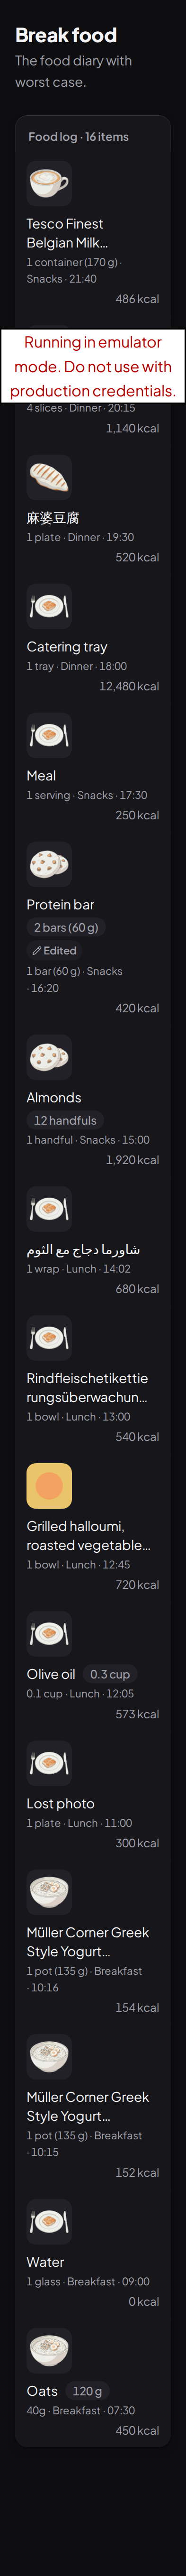 Break food
The food diary with
worst case.
Food log · 16 items
Tesco Finest
Belgian Milk…
1 container (170 g) ·
Snacks · 21:40
486 kcal
Running in emulator
mode. Do not use with
production credentials.
4 slices · Dinner · 20:15
1,140 kcal
麻婆豆腐
1 plate · Dinner · 19:30
520 kcal
Catering tray
1 tray · Dinner · 18:00
12,480 kcal
Meal
1 serving · Snacks · 17:30
250 kcal
Protein bar
2 bars (60 g)
Edited
1 bar (60 g) · Snacks
· 16:20
420 kcal
Almonds
12 handfuls
1 handful · Snacks · 15:00
1,920 kcal
شاورما دجاج مع الثوم
1 wrap · Lunch · 14:02
680 kcal
Rindfleischetikettie
rungsüberwachun…
1 bowl · Lunch · 13:00
540 kcal
Grilled halloumi,
roasted vegetable…
1 bowl · Lunch · 12:45
720 kcal
Olive oil 0.3 cup
0.1 cup · Lunch · 12:05
573 kcal
Lost photo
1 plate · Lunch · 11:00
300 kcal
Müller Corner Greek
Style Yogurt…
1 pot (135 g) · Breakfast
· 10:16
154 kcal
Müller Corner Greek
Style Yogurt…
1 pot (135 g) · Breakfast
· 10:15
152 kcal
Water
1 glass · Breakfast · 09:00
0 kcal
Oats 120 g
40g · Breakfast · 07:30
450 kcal